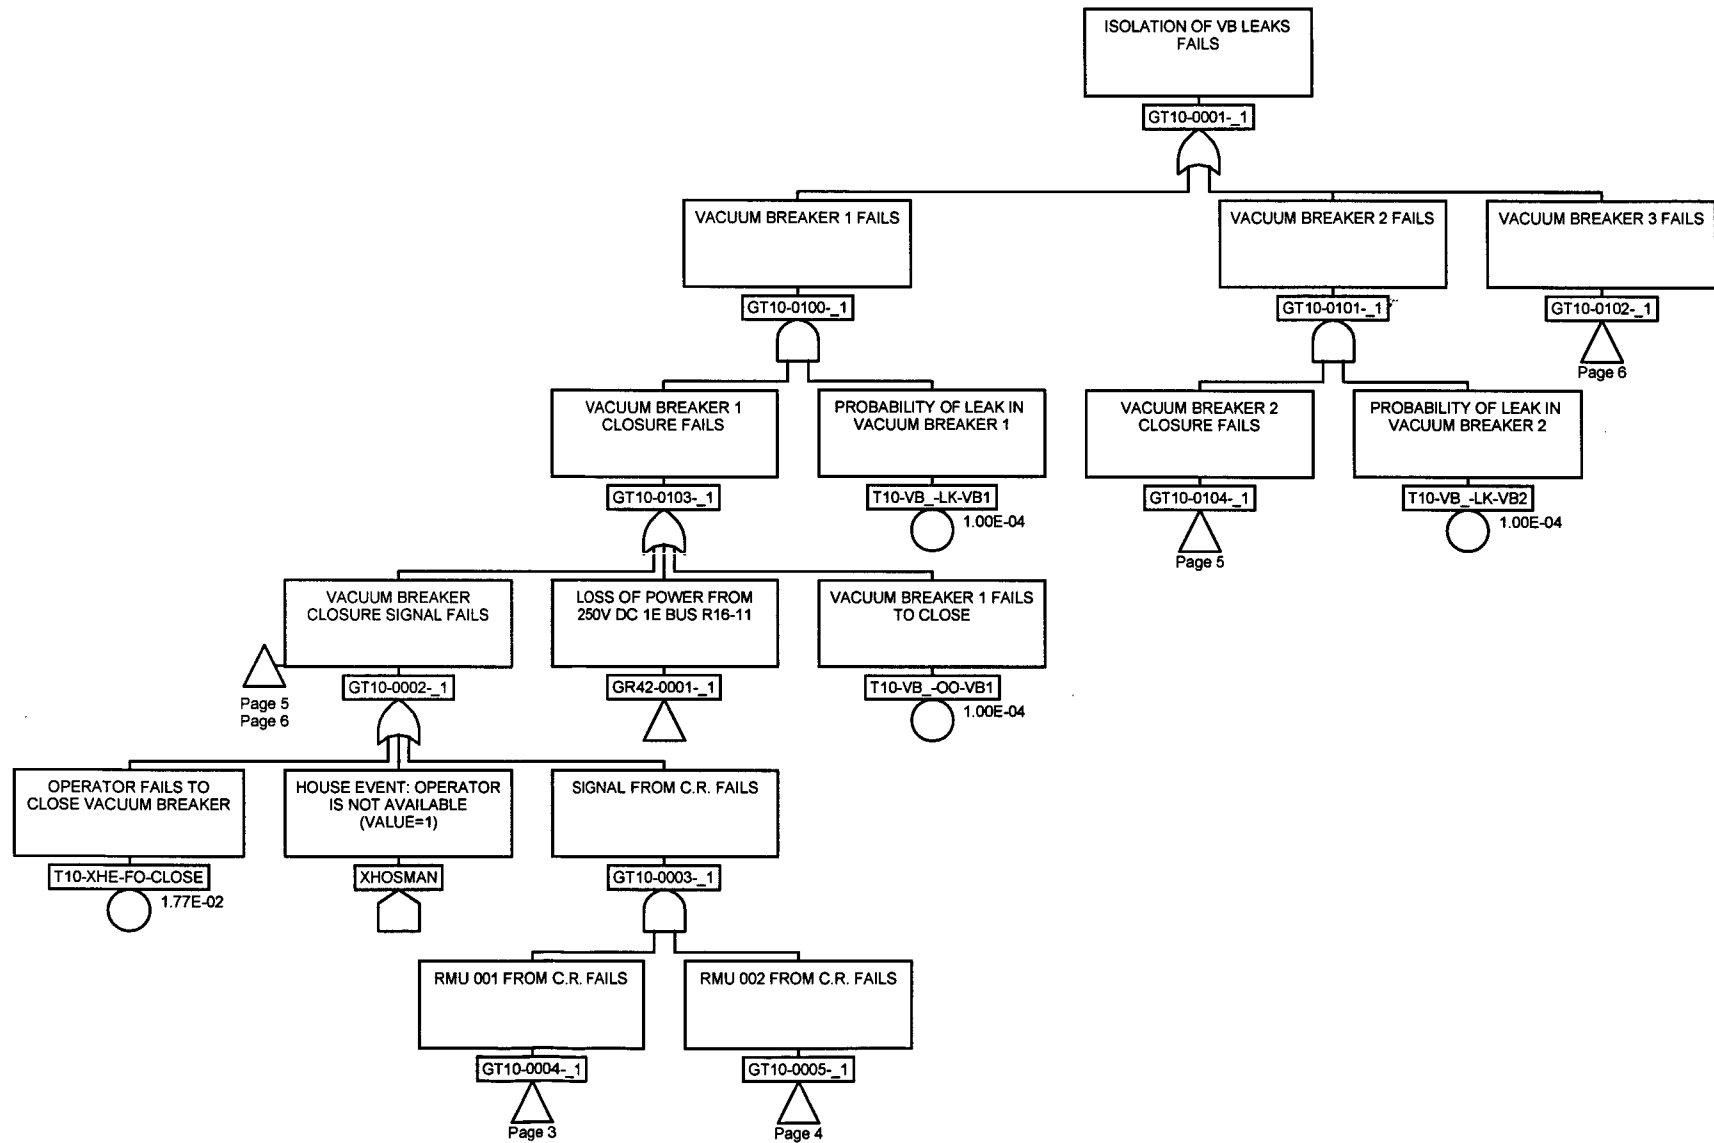 ISOLATION OF VB LEAKS
FAILS
GT10-0001-_1
VACUUM BREAKER 1 FAILS
VACUUM BREAKER 2 FAILS
VACUUM BREAKER 3 FAILS
GT10-0100-_1
GT10-0101-_1
GT10-0102-_1
Page 6
VACUUM BREAKER 1
CLOSURE FAILS
PROBABILITY OF LEAK IN
VACUUM BREAKER 1
VACUUM BREAKER 2
CLOSURE FAILS
PROBABILITY OF LEAK IN
VACUUM BREAKER 2
GT10-0103-_1
T10-VB_-LK-VB1
1.00E-04
GT10-0104-_1
Page 5
T10-VB_-LK-VB2
1.00E-04
VACUUM BREAKER
CLOSURE SIGNAL FAILS
LOSS OF POWER FROM
250V DC 1E BUS R16-11
VACUUM BREAKER 1 FAILS
TO CLOSE
Page 5
Page 6
GT10-0002-_1
GR42-0001-_1
T10-VB_-OO-VB1
1.00E-04
OPERATOR FAILS TO
CLOSE VACUUM BREAKER
HOUSE EVENT: OPERATOR
IS NOT AVAILABLE
(VALUE=1)
SIGNAL FROM C.R. FAILS
T10-XHE-FO-CLOSE
1.77E-02
XHOSMAN
GT10-0003-_1
RMU 001 FROM C.R. FAILS
RMU 002 FROM C.R. FAILS
GT10-0004-_1
GT10-0005-_1
Page 3
Page 4